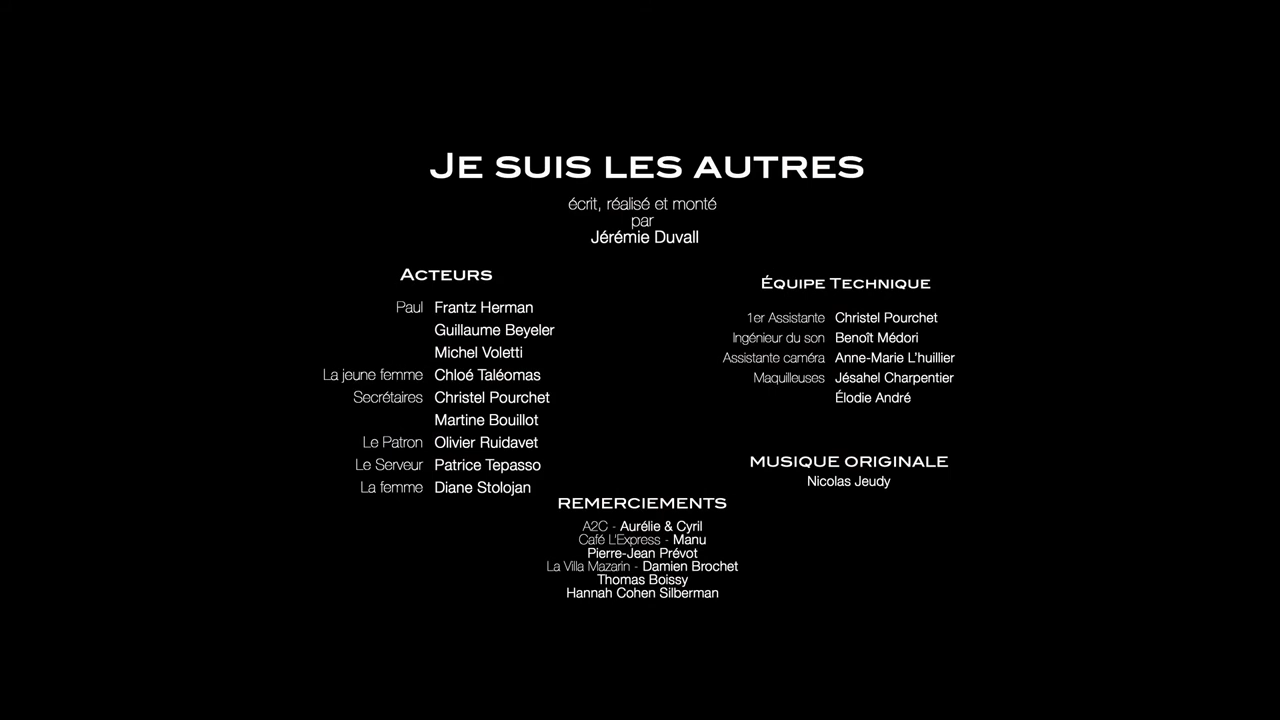 JE SUIS LES AUTRES
écrit, réalisé et monté
par
Jérémie Duvall
ACTEURS
Paul Frantz Herman
Guillaume Beyeler
Michel Voletti
La jeune femme Chloé Taléomas
Secrétaires Christel Pourchet
Martine Bouillot
Le Patron Olivier Ruidavet
Le Serveur Patrice Tepasso
La femme Diane Stolojan
ÉQUIPE TECHNIQUE
1er Assistante Christel Pourchet
Ingénieur du son Benoît Médori
Assistante caméra Anne-Marie L'huillier
Maquilleuses Jésahel Charpentier
Élodie André
MUSIQUE ORIGINALE
Nicolas Jeudy
REMERCIEMENTS
A2C - Aurélie & Cyril
Café L'Express - Manu
Pierre-Jean Prévot
La Villa Mazarin - Damien Brochet
Thomas Boissy
Hannah Cohen Silberman